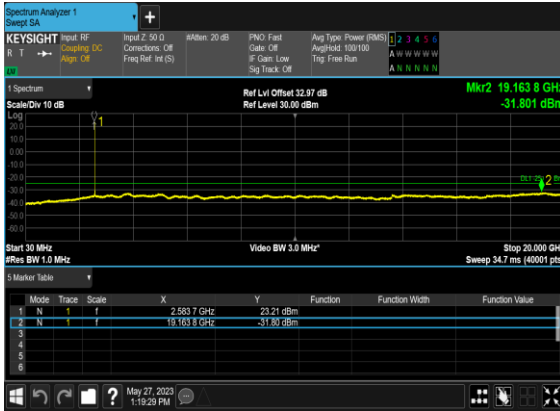 Spectrum Analyzer 1
Swept SA
+
KEYSIGHT Input: RF Input Z: 50 Ω #Atten: 20 dB PNO: Fast Avg Type: Power (RMS) 1 2 3 4 5 6
R T Coupling: DC Corrections: Off Gate: Off Avg|Hold: 100/100 A W W W W W
Align: Off Freq Ref: Int (S) IF Gain: Low Trig: Free Run
LW Sig Track: Off A N N N N N
1 Spectrum Ref Lvl Offset 32.97 dB Mkr2 19.163 8 GHz
Scale/Div 10 dB Ref Level 30.00 dBm -31.801 dBm
Log
1
20.0
10.0
0.00
-10.0
-20.0
2
-30.0
-40.0
-50.0
-60.0
Start 30 MHz Video BW 3.0 MHz* Stop 20.000 GHz
#Res BW 1.0 MHz Sweep 34.7 ms (40001 pts)
5 Marker Table
Mode Trace Scale X Y Function Function Width Function Value
1 N 1 f 2.583 7 GHz 23.21 dBm
2 N 1 f 19.163 8 GHz -31.80 dBm
3
4
5
6
? May 27, 2023
1:19:29 PM